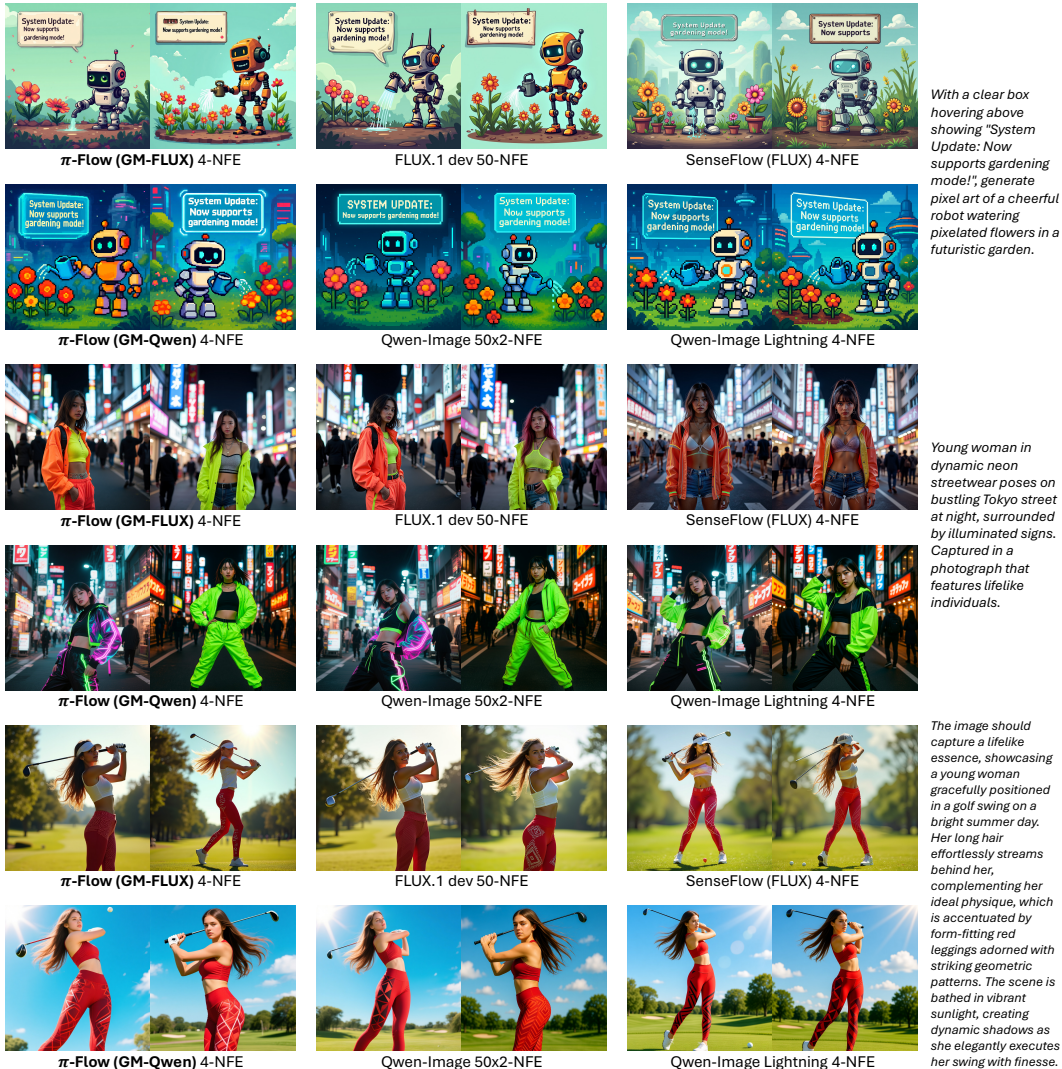 System Update:
Now supports
gardening mode!
System Update:
Now supports gardening mode!
System Update:
Now supports
gardening mode!
System Update:
Now supports
gardening mode!
System Update
gardening mode!
System Update:
Now supports
π-Flow (GM-FLUX) 4-NFE
FLUX.1 dev 50-NFE
SenseFlow (FLUX) 4-NFE
With a clear box
hovering above
showing "System
Update: Now
supports gardening
mode!", generate
pixel art of a cheerful
robot watering
pixelated flowers in a
futuristic garden.
System Update:
Now supports
gardening mode!
System Update:
Now supports
gardening mode!
SYSTEM UPDATE:
Now supports gardening mode!
System Update:
Now supports
gardening mode!
System Update:
Now supports
gardening mode!
System Update:
Now supports
gardening mode!
π-Flow (GM-Qwen) 4-NFE
Qwen-Image 50x2-NFE
Qwen-Image Lightning 4-NFE
π-Flow (GM-FLUX) 4-NFE
FLUX.1 dev 50-NFE
SenseFlow (FLUX) 4-NFE
Young woman in
dynamic neon
streetwear poses on
bustling Tokyo street
at night, surrounded
by illuminated signs.
Captured in a
photograph that
features lifelike
individuals.
π-Flow (GM-Qwen) 4-NFE
Qwen-Image 50x2-NFE
Qwen-Image Lightning 4-NFE
π-Flow (GM-FLUX) 4-NFE
FLUX.1 dev 50-NFE
SenseFlow (FLUX) 4-NFE
The image should
capture a lifelike
essence, showcasing
a young woman
gracefully positioned
in a golf swing on a
bright summer day.
Her long hair
effortlessly streams
behind her,
complementing her
ideal physique, which
is accentuated by
form-fitting red
leggings adorned with
striking geometric
patterns. The scene is
bathed in vibrant
sunlight, creating
dynamic shadows as
she elegantly executes
her swing with finesse.
π-Flow (GM-Qwen) 4-NFE
Qwen-Image 50x2-NFE
Qwen-Image Lightning 4-NFE